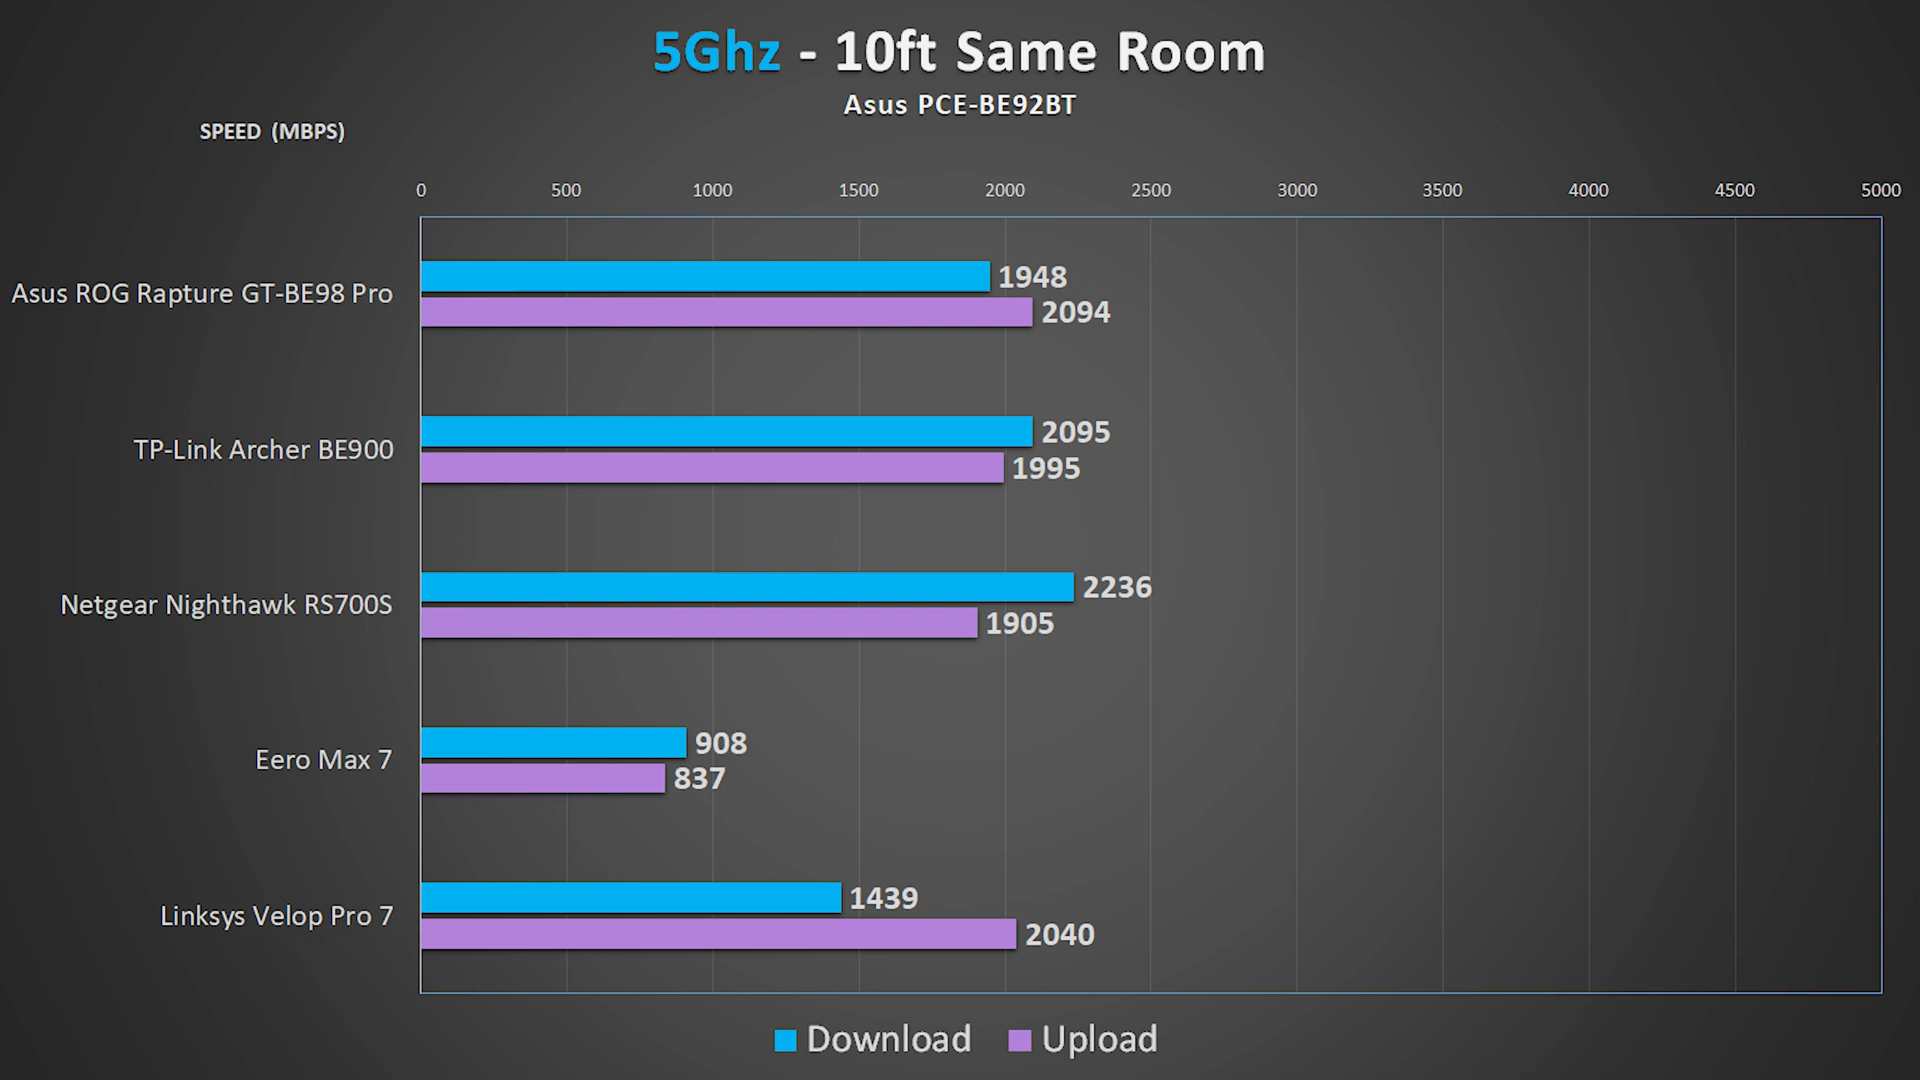 5Ghz - 10ft Same Room
Asus PCE-BE92BT
SPEED (MBPS)
0 500 1000 1500 2000 2500 3000 3500 4000 4500 5000
Asus ROG Rapture GT-BE98 Pro
1948
2094
TP-Link Archer BE900
2095
1995
Netgear Nighthawk RS700S
2236
1905
Eero Max 7
908
837
Linksys Velop Pro 7
1439
2040
Download Upload